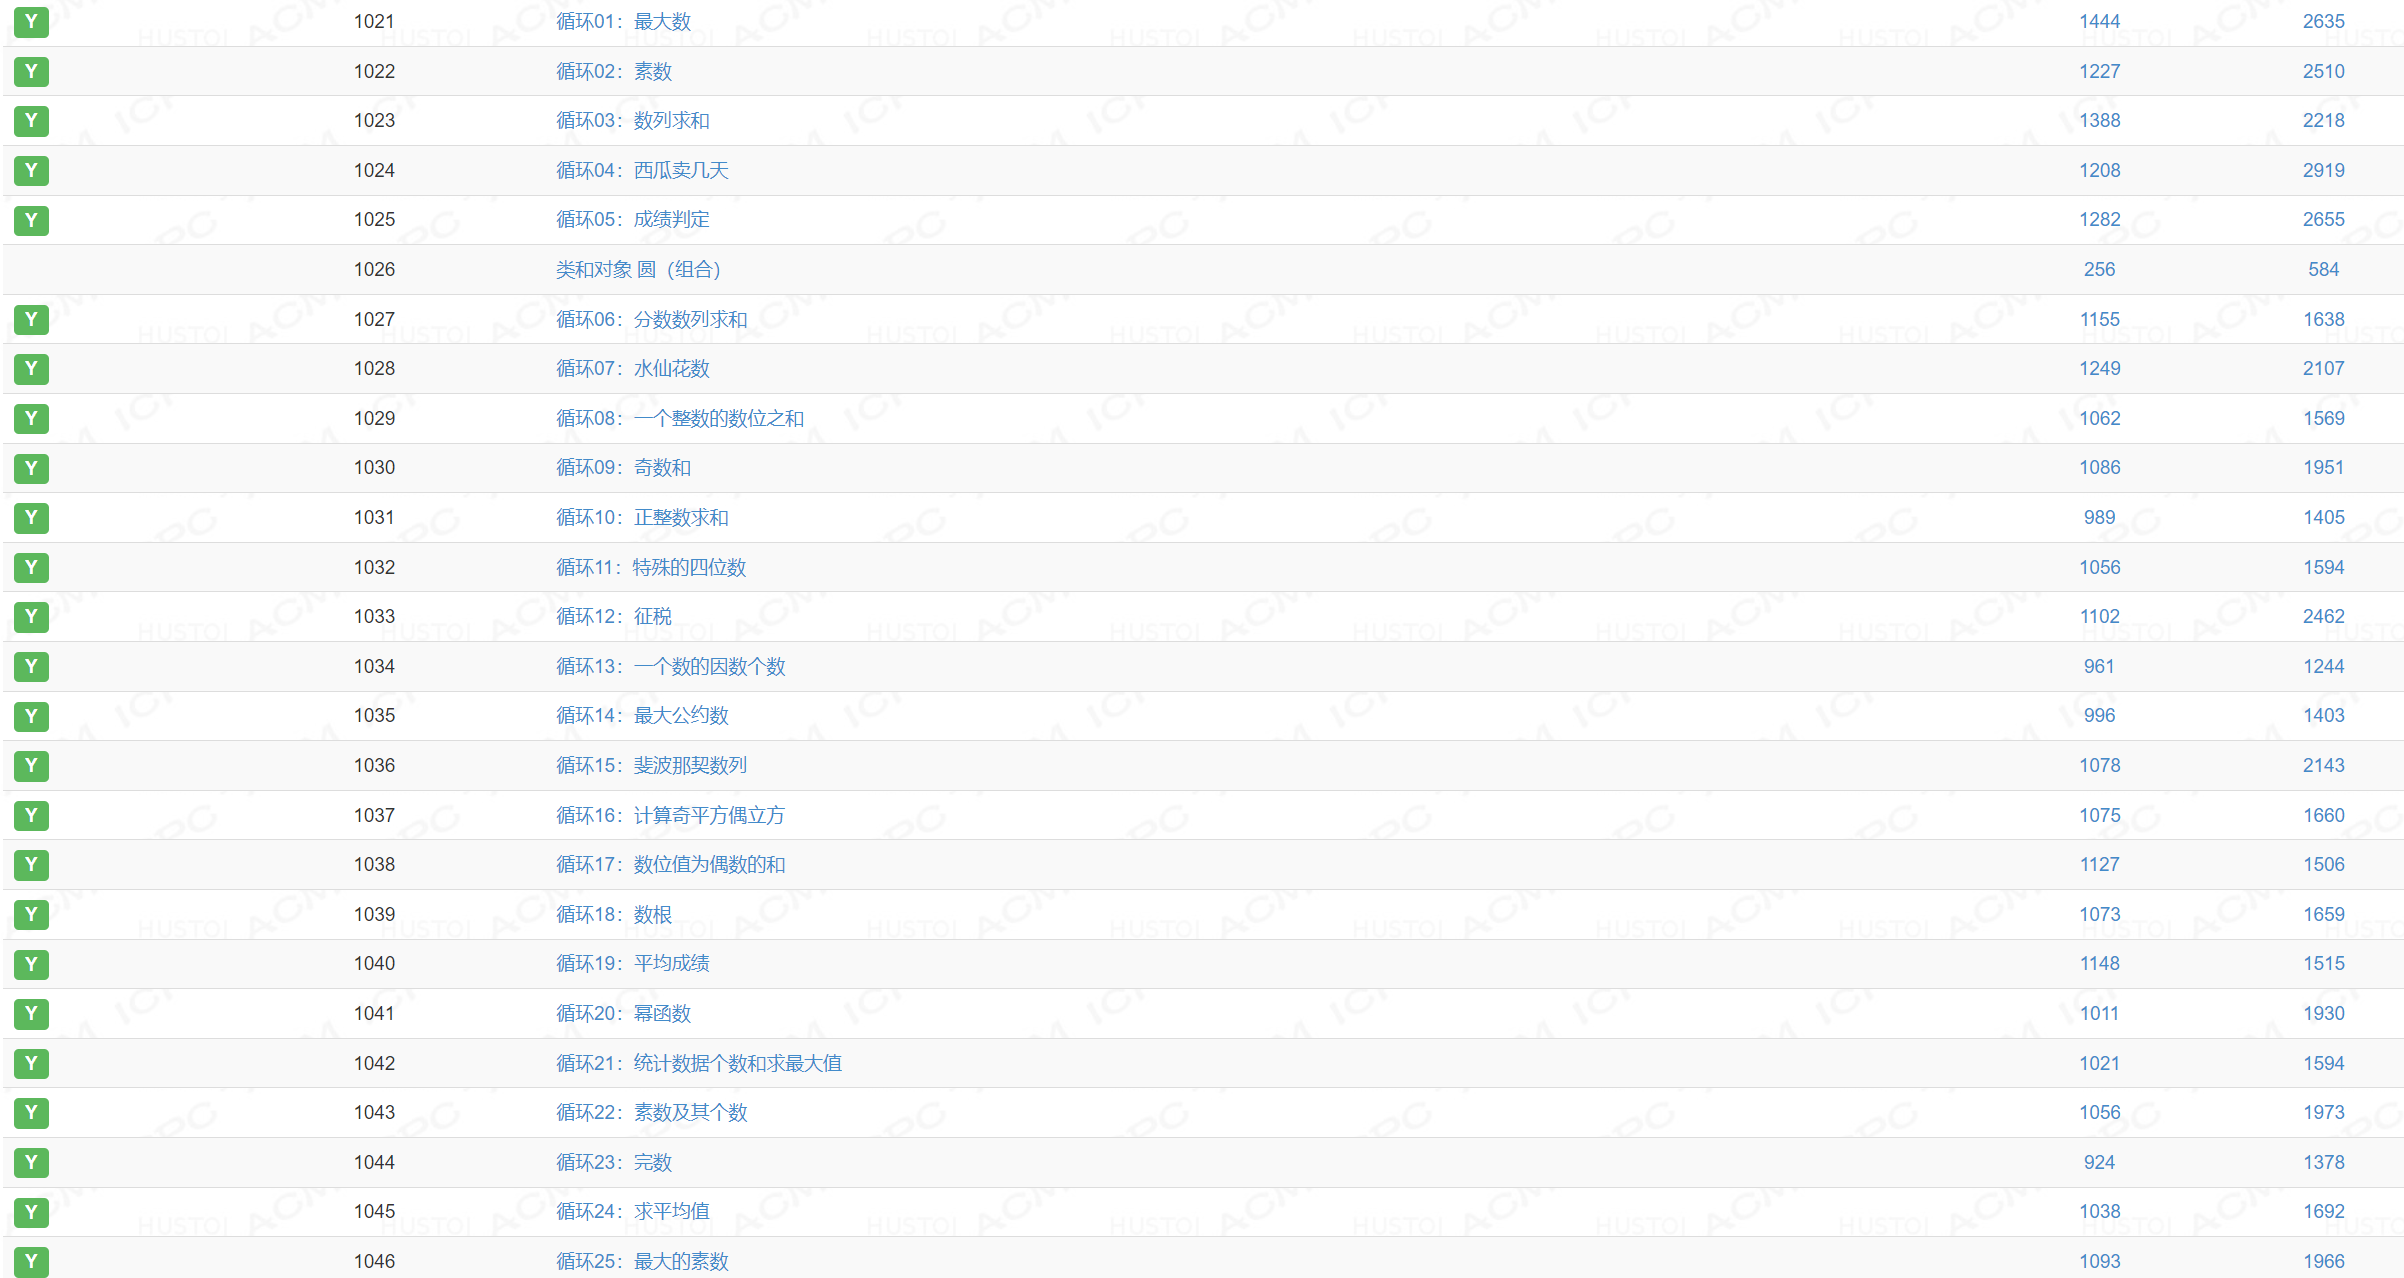 Y 1021 循环01：最大数 1444 2635
Y 1022 循环02：素数 1227 2510
Y 1023 循环03：数列求和 1388 2218
Y 1024 循环04：西瓜卖几天 1208 2919
Y 1025 循环05：成绩判定 1282 2655
1026 类和对象 圆（组合） 256 584
Y 1027 循环06：分数数列求和 1155 1638
Y 1028 循环07：水仙花数 1249 2107
Y 1029 循环08：一个整数的数位之和 1062 1569
Y 1030 循环09：奇数和 1086 1951
Y 1031 循环10：正整数求和 989 1405
Y 1032 循环11：特殊的四位数 1056 1594
Y 1033 循环12：征税 1102 2462
Y 1034 循环13：一个数的因数个数 961 1244
Y 1035 循环14：最大公约数 996 1403
Y 1036 循环15：斐波那契数列 1078 2143
Y 1037 循环16：计算奇平方偶立方 1075 1660
Y 1038 循环17：数位值为偶数的和 1127 1506
Y 1039 循环18：数根 1073 1659
Y 1040 循环19：平均成绩 1148 1515
Y 1041 循环20：幂函数 1011 1930
Y 1042 循环21：统计数据个数和求最大值 1021 1594
Y 1043 循环22：素数及其个数 1056 1973
Y 1044 循环23：完数 924 1378
Y 1045 循环24：求平均值 1038 1692
Y 1046 循环25：最大的素数 1093 1966